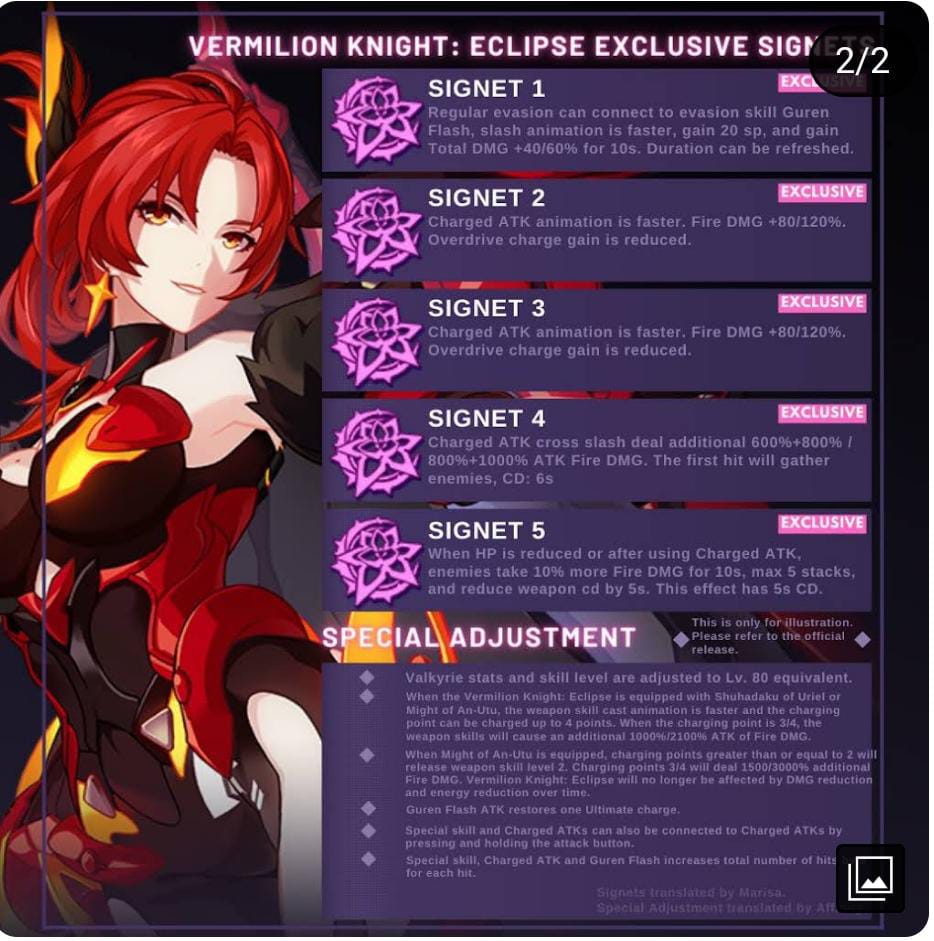 VERMILION KNIGHT: ECLIPSE EXCLUSIVE SIGNETS
2/2
SIGNET 1
EXCLUSIVE
Regular evasion can connect to evasion skill Guren
Flash, slash animation is faster, gain 20 sp, and gain
Total DMG +40/60% for 10s. Duration can be refreshed.
SIGNET 2
EXCLUSIVE
Charged ATK animation is faster. Fire DMG +80/120%.
Overdrive charge gain is reduced.
SIGNET 3
EXCLUSIVE
Charged ATK animation is faster. Fire DMG +80/120%.
Overdrive charge gain is reduced.
SIGNET 4
EXCLUSIVE
Charged ATK cross slash deal additional 600%+800% /
800%+1000% ATK Fire DMG. The first hit will gather
enemies, CD: 6s
SIGNET 5
EXCLUSIVE
When HP is reduced or after using Charged ATK,
enemies take 10% more Fire DMG for 10s, max 5 stacks,
and reduce weapon cd by 5s. This effect has 5s CD.
SPECIAL ADJUSTMENT
This is only for illustration.
Please refer to the official
release.
Valkyrie stats and skill level are adjusted to Lv. 80 equivalent.
When the Vermilion Knight: Eclipse is equipped with Shuhadaku of Uriel or
Might of An-Utu, the weapon skill cast animation is faster and the charging
point can be charged up to 4 points. When the charging point is 3/4, the
weapon skills will cause an additional 1000%/2100% ATK of Fire DMG.
When Might of An-Utu is equipped, charging points greater than or equal to 2 will
release weapon skill level 2. Charging points 3/4 will deal 1500/3000% additional
Fire DMG. Vermilion Knight: Eclipse will no longer be affected by DMG reduction
and energy reduction over time.
Guren Flash ATK restores one Ultimate charge.
Special skill and Charged ATKs can also be connected to Charged ATKs by
pressing and holding the attack button.
Special skill, Charged ATK and Guren Flash increases total number of hits
for each hit.
Signets translated by Marisa.
Special Adjustment translated by